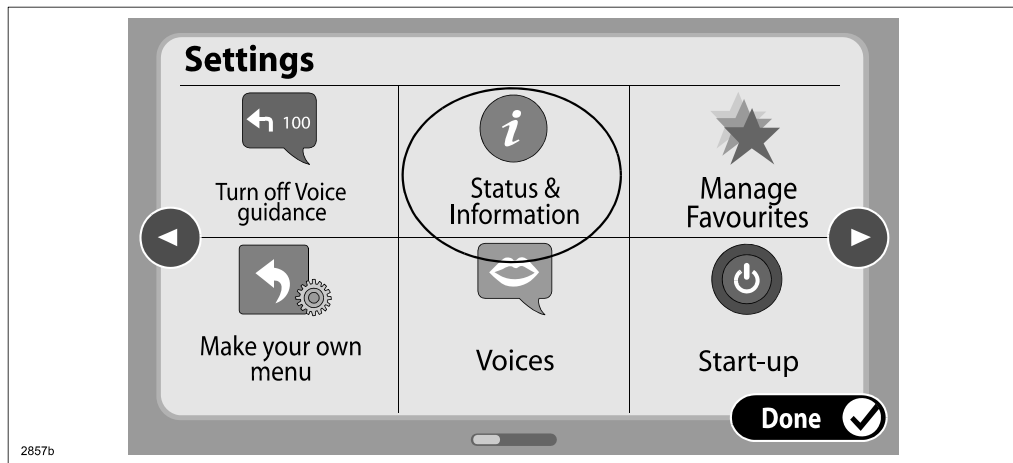 Settings
100
Turn off Voice
guidance
i
Status &
Information
Manage
Favourites
Make your own
menu
Voices
Start-up
Done
2857b